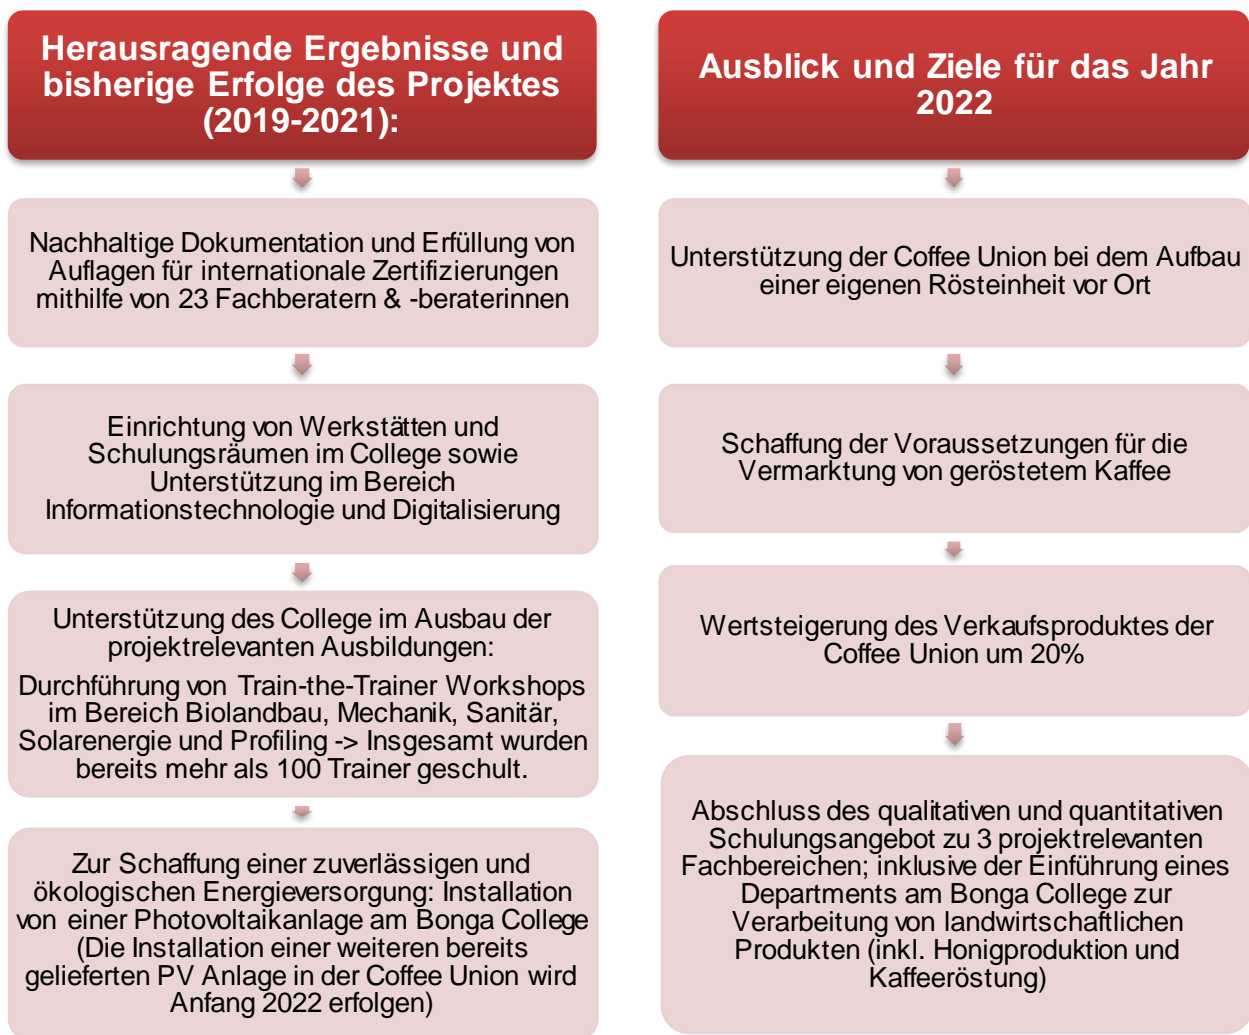 Herausragende Ergebnisse und
bisherige Erfolge des Projektes
(2019-2021):
Nachhaltige Dokumentation und Erfüllung von
Auflagen für internationale Zertifizierungen
mithilfe von 23 Fachberatern & -beraterinnen
Einrichtung von Werkstätten und
Schulungsräumen im College sowie
Unterstützung im Bereich
Informationstechnologie und Digitalisierung
Unterstützung des College im Ausbau der
projektrelevanten Ausbildungen:
Durchführung von Train-the-Trainer Workshops
im Bereich Biolandbau, Mechanik, Sanitär,
Solarenergie und Profiling -> Insgesamt wurden
bereits mehr als 100 Trainer geschult.
Zur Schaffung einer zuverlässigen und
ökologischen Energieversorgung: Installation
von einer Photovoltaikanlage am Bonga College
(Die Installation einer weiteren bereits
gelieferten PV Anlage in der Coffee Union wird
Anfang 2022 erfolgen)
Ausblick und Ziele für das Jahr
2022
Unterstützung der Coffee Union bei dem Aufbau
einer eigenen Rösteinheit vor Ort
Schaffung der Voraussetzungen für die
Vermarktung von geröstetem Kaffee
Wertsteigerung des Verkaufsproduktes der
Coffee Union um 20%
Abschluss des qualitativen und quantitativen
Schulungsangebot zu 3 projektrelevanten
Fachbereichen; inklusive der Einführung eines
Departments am Bonga College zur
Verarbeitung von landwirtschaftlichen
Produkten (inkl. Honigproduktion und
Kaffeeröstung)